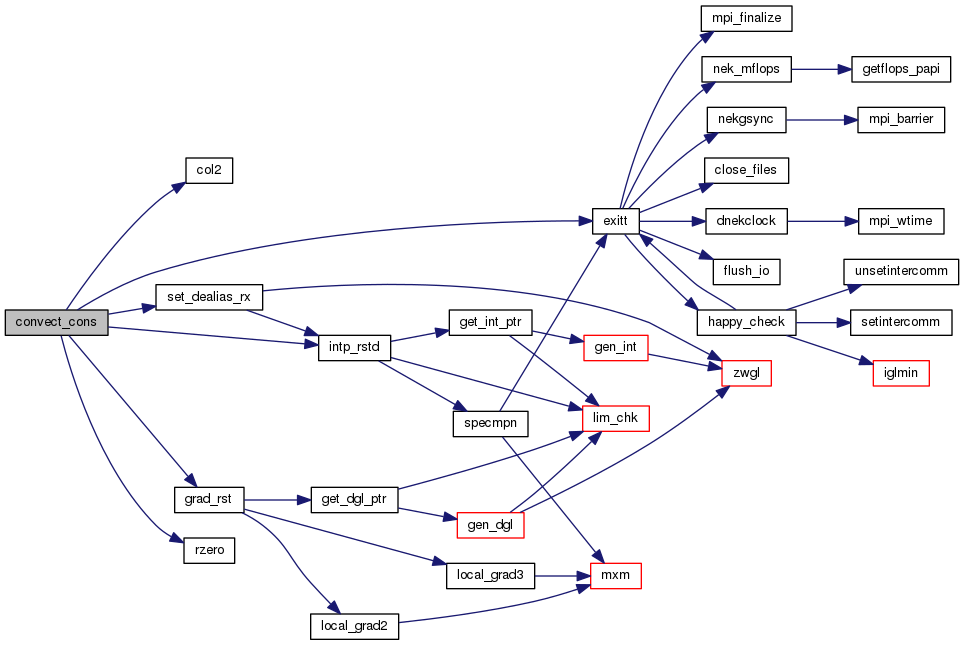 mpi_finalize
nek_mflops
getflops_papi
nekgsync
mpi_barrier
col2
close_files
exitt
dnekclock
mpi_wtime
flush_io
unsetintercomm
set_dealias_rx
convect_cons
get_int_ptr
happy_check
setintercomm
intp_rstd
gen_int
zwgl
iglmin
specmpn
lim_chk
grad_rst
get_dgl_ptr
gen_dgl
rzero
local_grad3
mxm
local_grad2